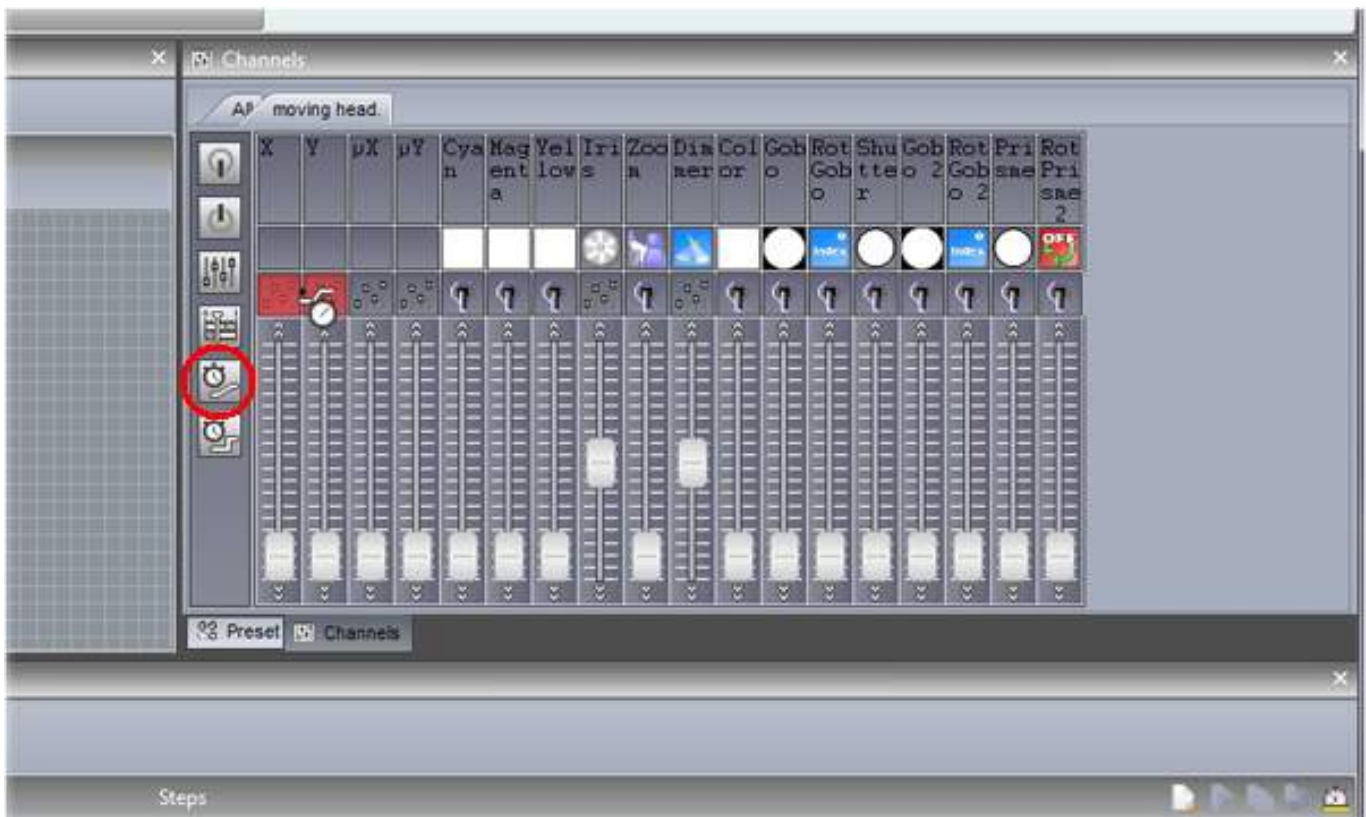 Channels
All moving head.
X Y µX µY Cya Mag Yel Iri Zoo Dim Col Gob Rot Shu Gob Rot Pri Rot
n ent low s m mer or o Gob tte o 2 Gob sme Pri
a o r o 2 sme
2
index index OFF
Preset Channels
Steps